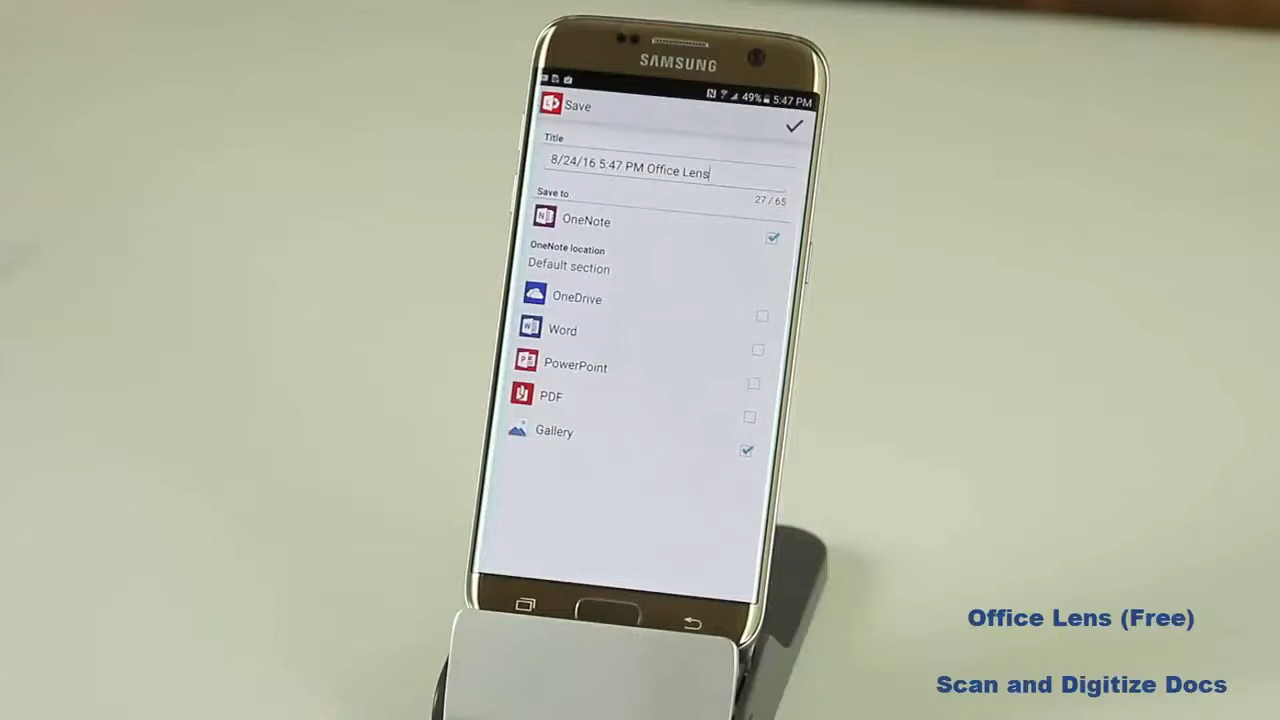 SAMSUNG
49% 5:47 PM
Save
Title
8/24/16 5:47 PM Office Lens
27 / 65
Save to
OneNote
OneNote location
Default section
OneDrive
Word
PowerPoint
PDF
Gallery
Office Lens (Free)
Scan and Digitize Docs